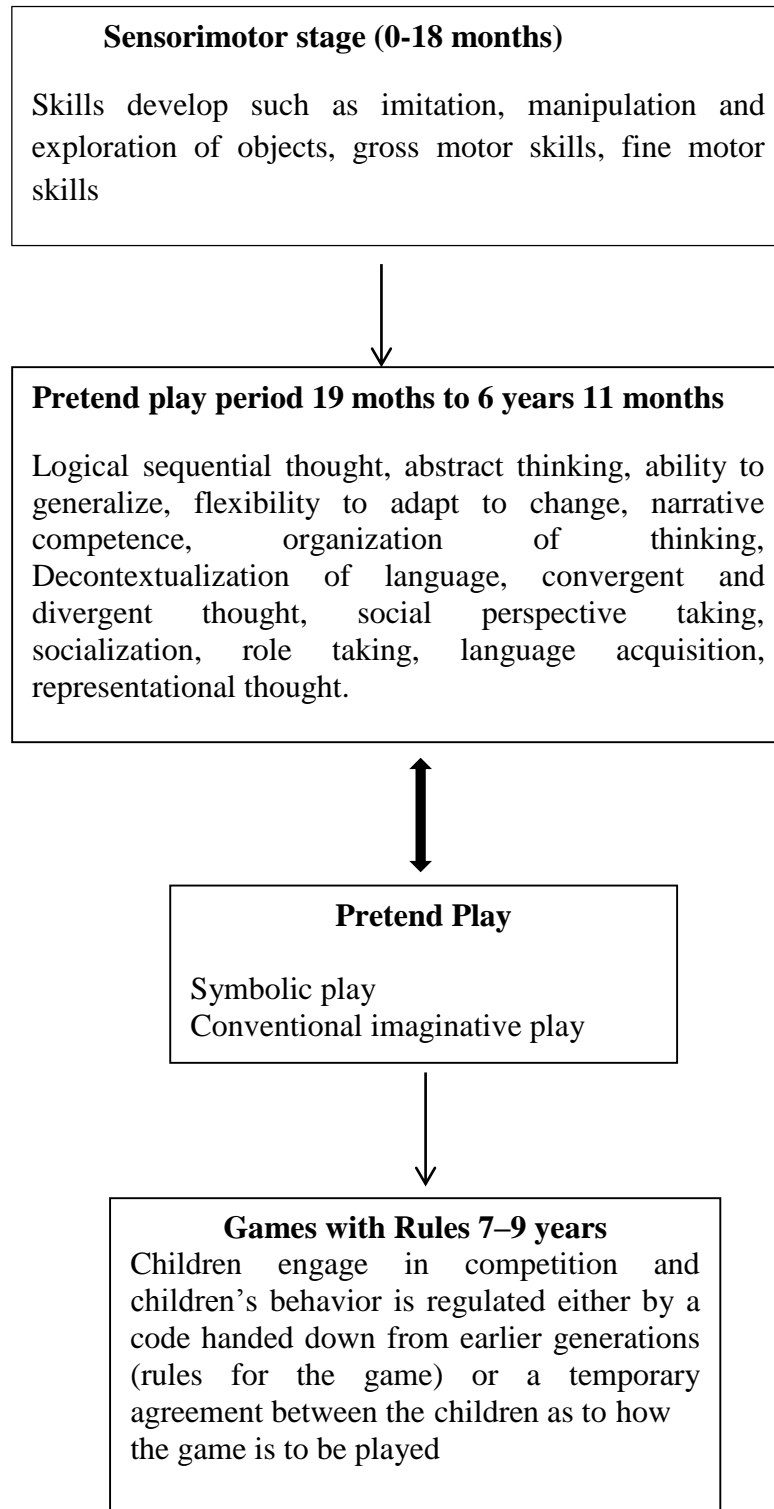 Sensorimotor stage (0-18 months)
Skills develop such as imitation, manipulation and
exploration of objects, gross motor skills, fine motor
skills
Pretend play period 19 moths to 6 years 11 months
Logical sequential thought, abstract thinking, ability to
generalize, flexibility to adapt to change, narrative
competence, organization of thinking,
Decontextualization of language, convergent and
divergent thought, social perspective taking,
socialization, role taking, language acquisition,
representational thought.
Pretend Play
Symbolic play
Conventional imaginative play
Games with Rules 7–9 years
Children engage in competition and
children’s behavior is regulated either by a
code handed down from earlier generations
(rules for the game) or a temporary
agreement between the children as to how
the game is to be played